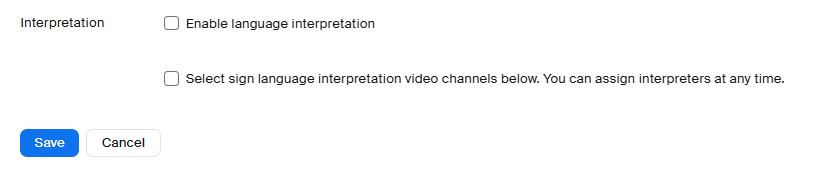 Interpretation
Enable language interpretation
Select sign language interpretation video channels below. You can assign interpreters at any time.
Save
Cancel